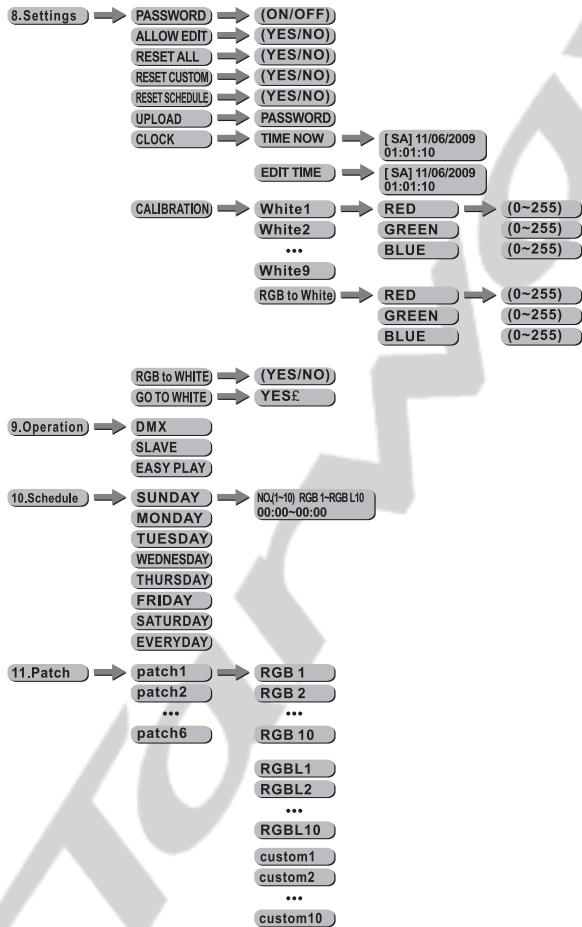 8.Settings PASSWORD (ON/OFF)
ALLOW EDIT (YES/NO)
RESET ALL (YES/NO)
RESET CUSTOM (YES/NO)
RESET SCHEDULE (YES/NO)
UPLOAD PASSWORD
CLOCK TIME NOW [ SA] 11/06/2009
01:01:10
EDIT TIME [ SA] 11/06/2009
01:01:10
CALIBRATION White1 RED (0~255)
White2 GREEN (0~255)
••• BLUE (0~255)
White9
RGB to White RED (0~255)
GREEN (0~255)
BLUE (0~255)
RGB to WHITE (YES/NO)
GO TO WHITE YES£
9.Operation DMX
SLAVE
EASY PLAY
10.Schedule SUNDAY NO.(1~10) RGB 1~RGB L10
00:00~00:00
MONDAY
TUESDAY
WEDNESDAY
THURSDAY
FRIDAY
SATURDAY
EVERYDAY
11.Patch patch1 RGB 1
patch2 RGB 2
••• •••
patch6 RGB 10
RGBL1
RGBL2
•••
RGBL10
custom1
custom2
•••
custom10